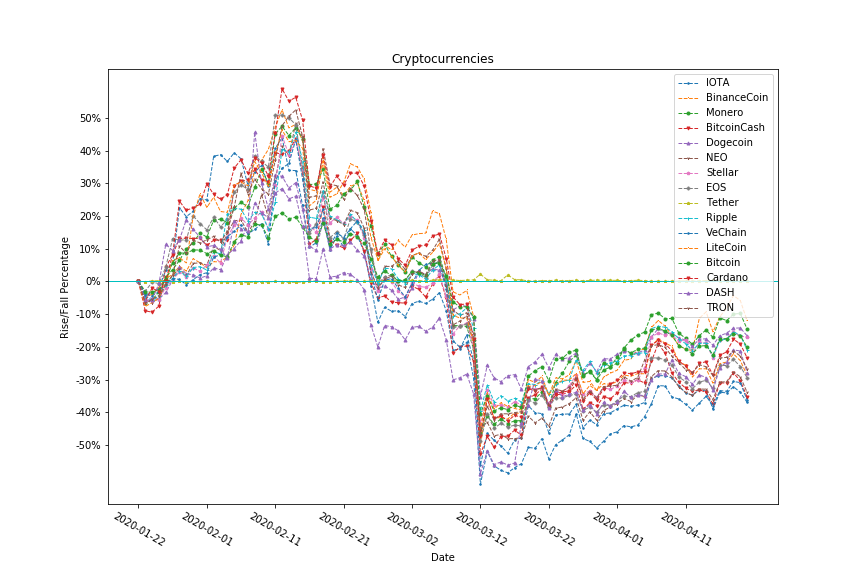 Cryptocurrencies
IOTA
BinanceCoin
Monero
BitcoinCash
Dogecoin
NEO
Stellar
EOS
Tether
Ripple
VeChain
LiteCoin
Bitcoin
Cardano
DASH
TRON
50%
40%
30%
20%
10%
0%
-10%
-20%
-30%
-40%
-50%
Rise/Fall Percentage
2020-01-22
2020-02-01
2020-02-11
2020-02-21
2020-03-02
2020-03-12
2020-03-22
2020-04-01
2020-04-11
Date